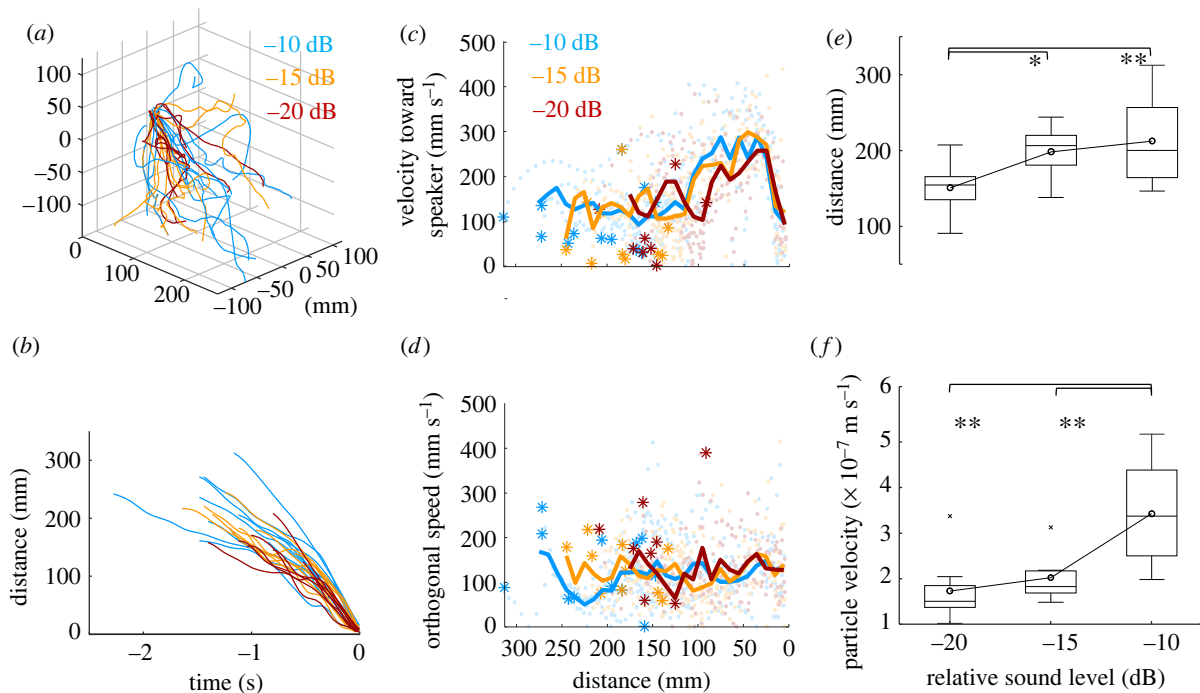 (a)
–10 dB
–15 dB
–20 dB
100
50
0
–50
–100
0
100
200
–100
–50
0
50
100
(mm)
(b)
distance (mm)
300
200
100
0
–2
–1
0
time (s)
(c)
velocity toward
speaker (mm s⁻¹)
–10 dB
–15 dB
–20 dB
500
400
300
200
100
0
(d)
orthogonal speed (mm s⁻¹)
500
400
300
200
100
0
300 250 200 150 100 50 0
distance (mm)
(e)
distance (mm)
300
200
100
* **
(f)
particle velocity (× 10⁻⁷ m s⁻¹)
6
5
4
3
2
1
** **
–20 –15 –10
relative sound level (dB)